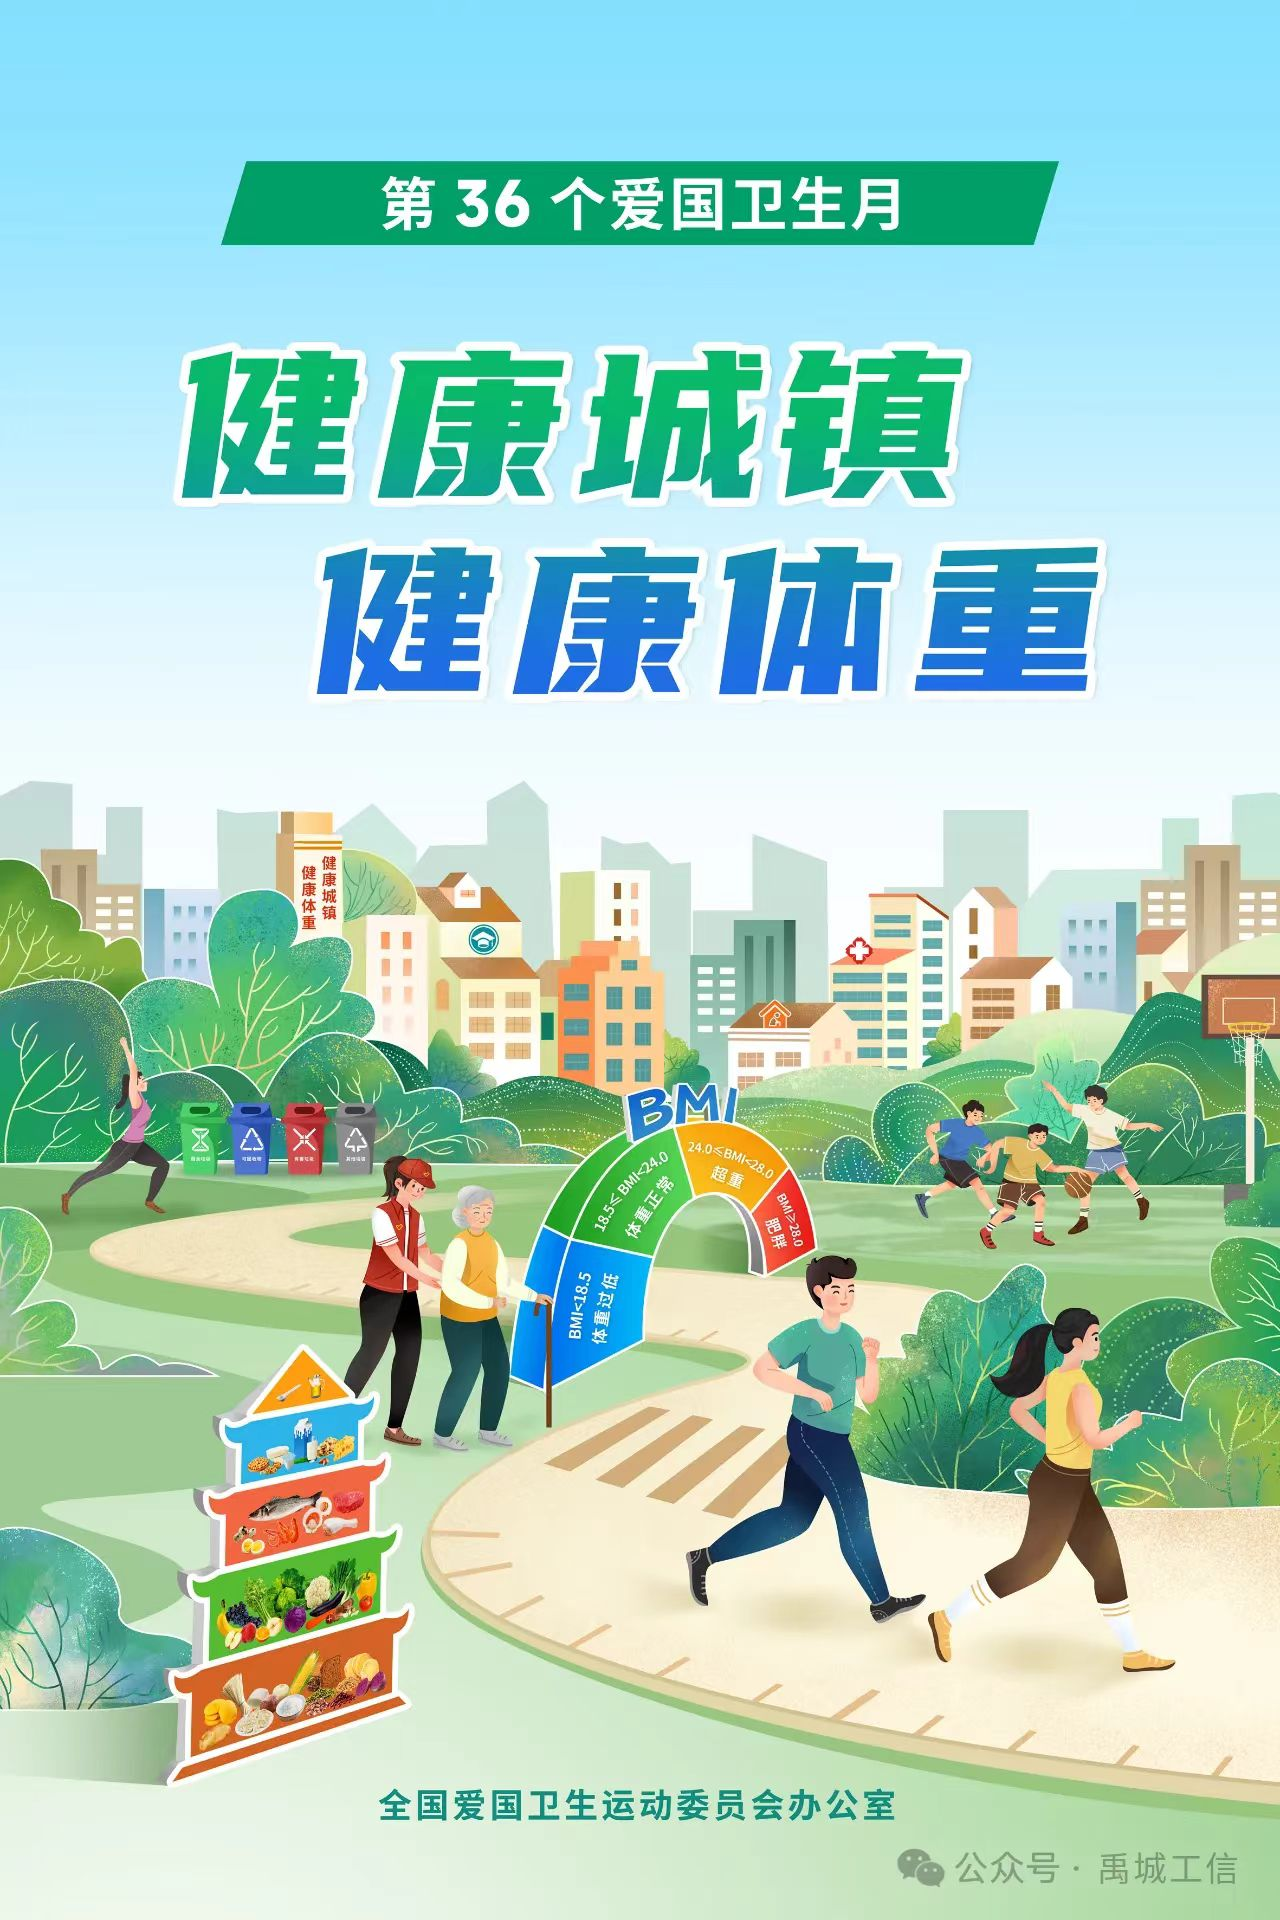 第36个爱国卫生月
健康城镇
健康体重
健康城镇
健康体重
BMI
BMI<18.5
体重过低
18.5≤BMI<24.0
体重正常
24.0≤BMI<28.0
超重
BMI≥28.0
肥胖
全国爱国卫生运动委员会办公室
公众号·禹城工信